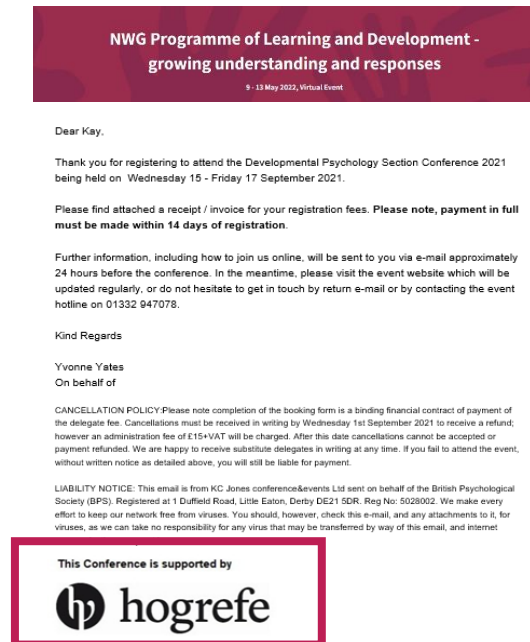 NWG Programme of Learning and Development -
growing understanding and responses
9 - 13 May 2022, Virtual Event
Dear Kay,
Thank you for registering to attend the Developmental Psychology Section Conference 2021
being held on  Wednesday 15 - Friday 17 September 2021.
Please find attached a receipt / invoice for your registration fees. Please note, payment in full
must be made within 14 days of registration.
Further information, including how to join us online, will be sent to you via e-mail approximately
24 hours before the conference. In the meantime, please visit the event website which will be
updated regularly, or do not hesitate to get in touch by return e-mail or by contacting the event
hotline on 01332 947078.
Kind Regards
Yvonne Yates
On behalf of
CANCELLATION POLICY:Please note completion of the booking form is a binding financial contract of payment of
the delegate fee. Cancellations must be received in writing by Wednesday 1st September 2021 to receive a refund;
however an administration fee of £15+VAT will be charged. After this date cancellations cannot be accepted or
payment refunded. We are happy to receive substitute delegates in writing at any time. If you fail to attend the event,
without written notice as detailed above, you will still be liable for payment.
LIABILITY NOTICE: This email is from KC Jones conference&events Ltd sent on behalf of the British Psychological
Society (BPS). Registered at 1 Duffield Road, Little Eaton, Derby DE21 5DR. Reg No: 5028002. We make every
effort to keep our network free from viruses. You should, however, check this e-mail, and any attachments to it, for
viruses, as we can take no responsibility for any virus that may be transferred by way of this email, and internet
This Conference is supported by
hogrefe